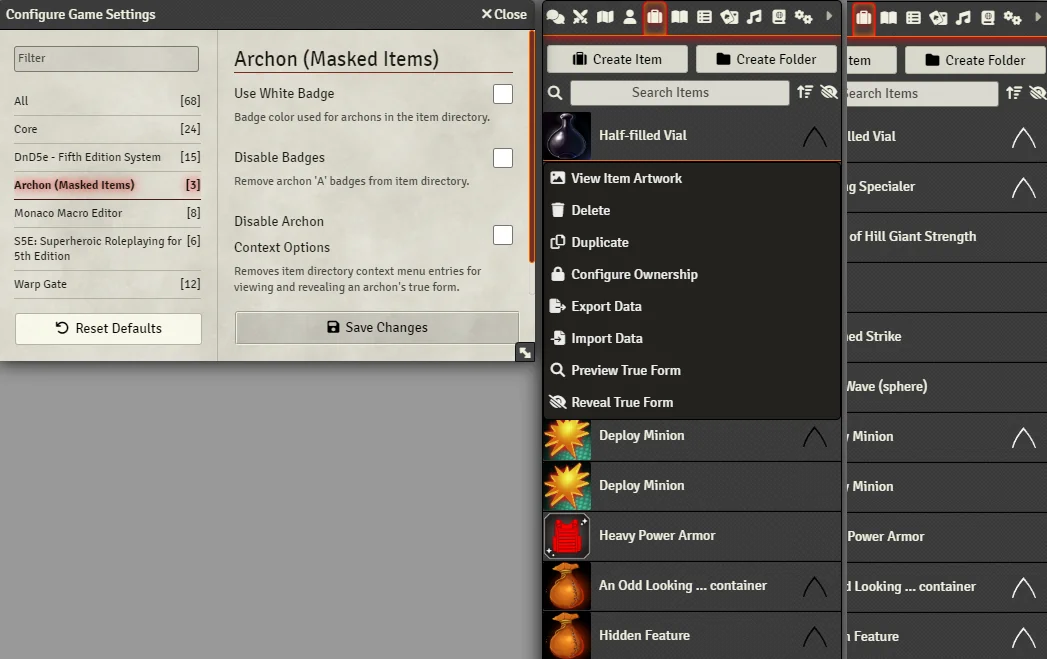 Configure Game Settings
Close
Filter
All [68]
Core [24]
DnD5e - Fifth Edition System [15]
Archon (Masked Items) [3]
Monaco Macro Editor [8]
S5E: Superheroic Roleplaying for [6]
5th Edition
Warp Gate [12]
Reset Defaults
Archon (Masked Items)
Use White Badge
Badge color used for archons in the item directory.
Disable Badges
Remove archon 'A' badges from item directory.
Disable Archon
Context Options
Removes item directory context menu entries for
viewing and revealing an archon's true form.
Save Changes
Create Item
Create Folder
Search Items
Half-filled Vial
View Item Artwork
Delete
Duplicate
Configure Ownership
Export Data
Import Data
Preview True Form
Reveal True Form
Deploy Minion
Deploy Minion
Heavy Power Armor
An Odd Looking ... container
Hidden Feature
tem
Create Folder
earch Items
lled Vial
g Specialer
of Hill Giant Strength
ed Strike
Wave (sphere)
Minion
Minion
Power Armor
d Looking ... container
Feature